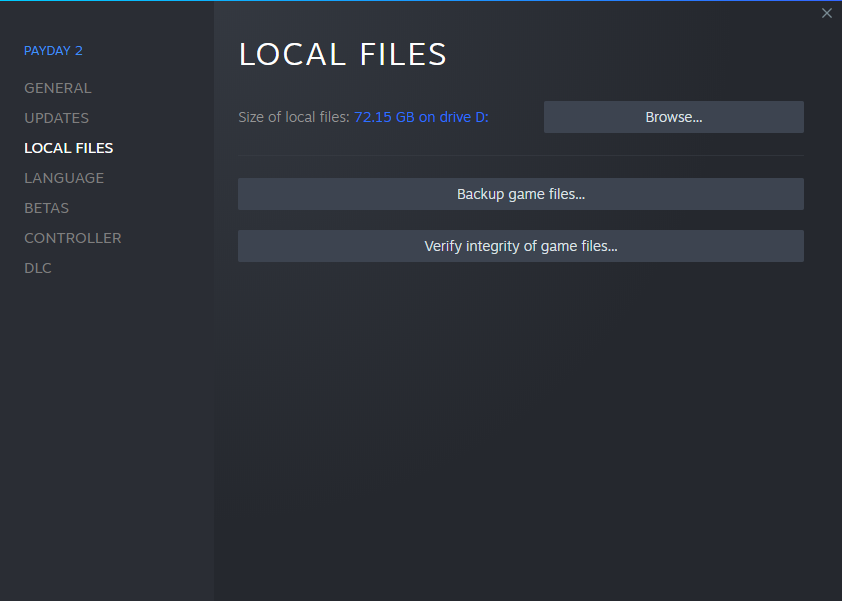 PAYDAY 2
GENERAL
UPDATES
LOCAL FILES
LANGUAGE
BETAS
CONTROLLER
DLC
LOCAL FILES
Size of local files: 72.15 GB on drive D:
Browse...
Backup game files...
Verify integrity of game files...